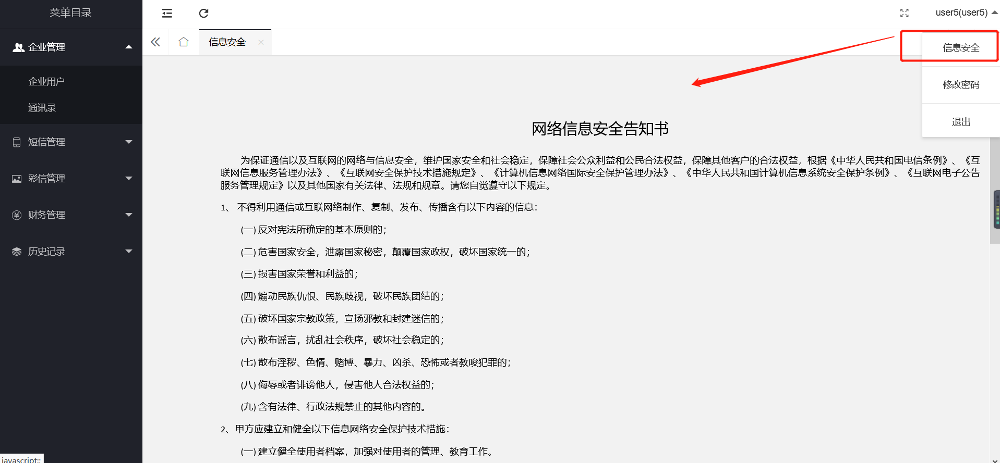 菜单目录
user5(user5)
企业管理
信息安全
信息安全
企业用户
修改密码
通讯录
退出
短信管理
彩信管理
财务管理
历史记录
网络信息安全告知书
为保证通信以及互联网的网络与信息安全，维护国家安全和社会稳定，保障社会公众利益和公民合法权益，保障其他客户的合法权益，根据《中华人民共和国电信条例》、《互
联网信息服务管理办法》、《互联网安全保护技术措施规定》、《计算机信息网络国际安全保护管理办法》、《中华人民共和国计算机信息系统安全保护条例》、《互联网电子公告
服务管理规定》以及其他国家有关法律、法规和规章。请您自觉遵守以下规定。
1、 不得利用通信或互联网络制作、复制、发布、传播含有以下内容的信息：
(一) 反对宪法所确定的基本原则的；
(二) 危害国家安全，泄露国家秘密，颠覆国家政权，破坏国家统一的；
(三) 损害国家荣誉和利益的；
(四) 煽动民族仇恨、民族歧视，破坏民族团结的；
(五) 破坏国家宗教政策，宣扬邪教和封建迷信的；
(六) 散布谣言，扰乱社会秩序，破坏社会稳定的；
(七) 散布淫秽、色情、赌博、暴力、凶杀、恐怖或者教唆犯罪的；
(八) 侮辱或者诽谤他人，侵害他人合法权益的；
(九) 含有法律、行政法规禁止的其他内容的。
2、甲方应建立和健全以下信息网络安全保护技术措施：
(一) 建立健全使用者档案，加强对使用者的管理、教育工作。
javascript:;